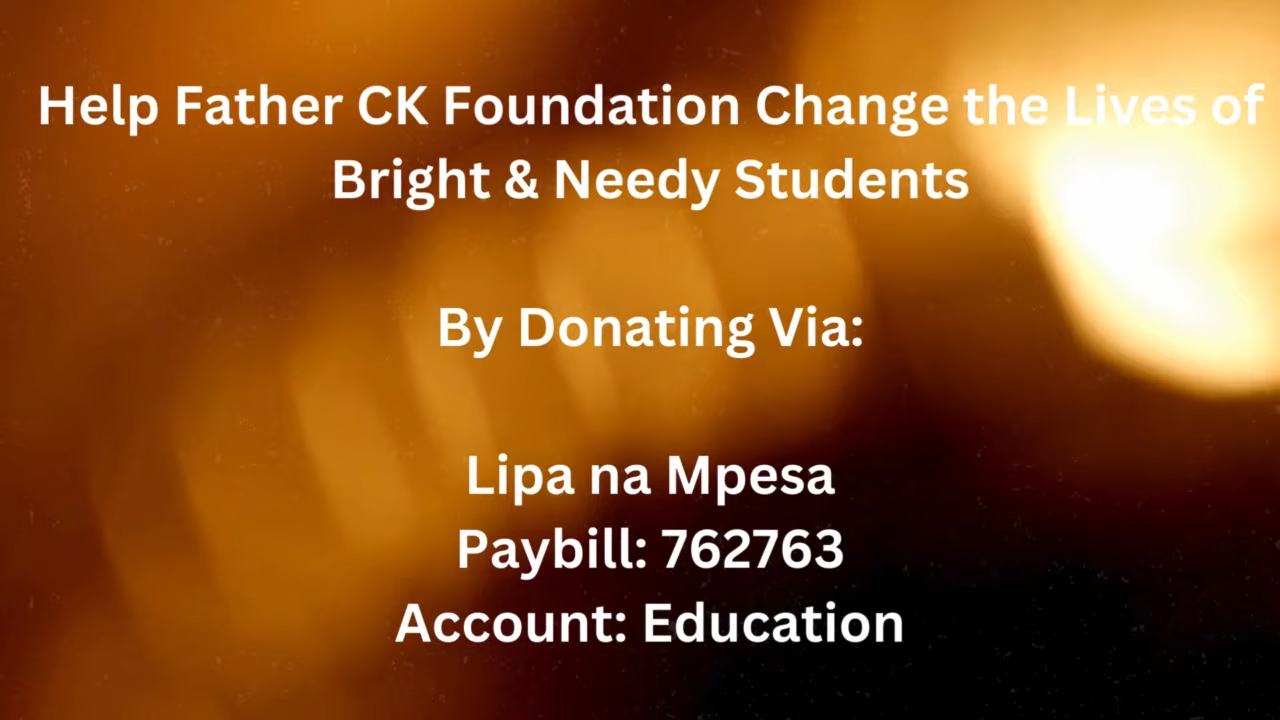 Help Father CK Foundation Change the Lives of
Bright & Needy Students
By Donating Via:
Lipa na Mpesa
Paybill: 762763
Account: Education